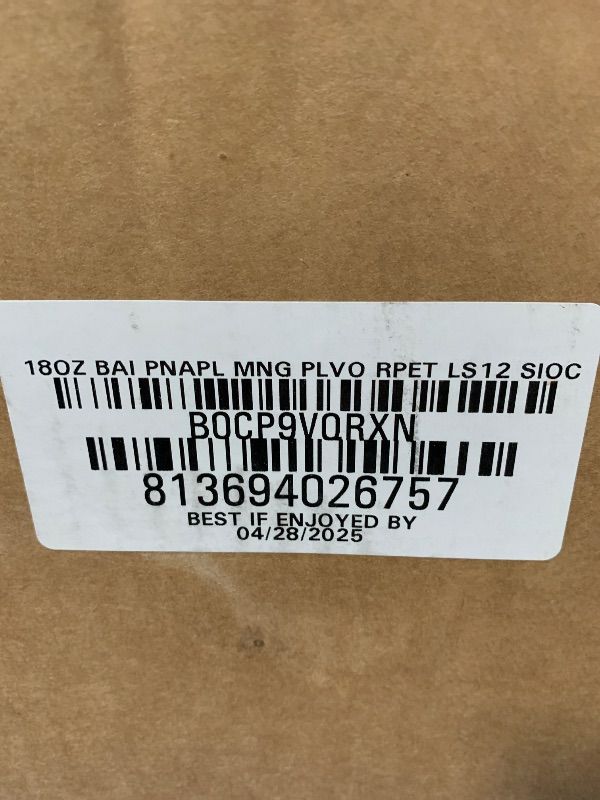 18OZ BAI PNAPL MNG PLVO RPET LS12 SIOC
B0CP9VQRXN
813694026757
BEST IF ENJOYED BY
04/28/2025